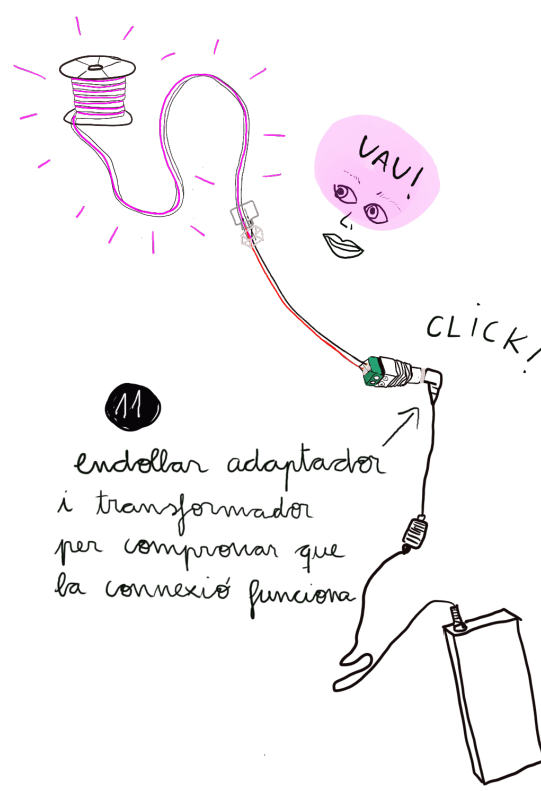 VAU!
CLICK!
11
endollar adaptador
i transformador
per comprovar que
la connexió funciona